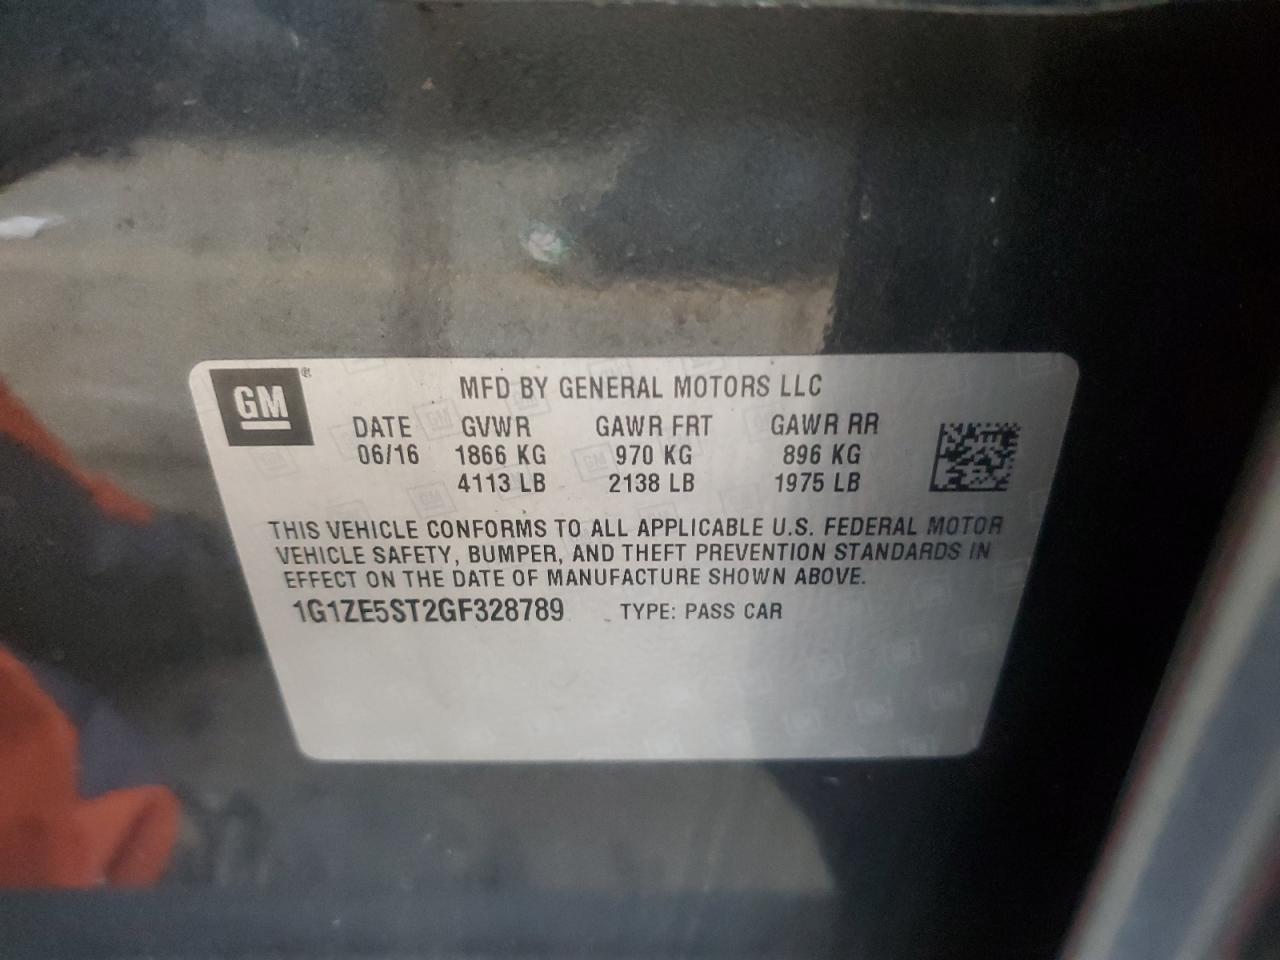 GM ®
MFD BY GENERAL MOTORS LLC
DATE GVWR GAWR FRT GAWR RR
06/16 1866 KG 970 KG 896 KG
4113 LB 2138 LB 1975 LB
THIS VEHICLE CONFORMS TO ALL APPLICABLE U.S. FEDERAL MOTOR
VEHICLE SAFETY, BUMPER, AND THEFT PREVENTION STANDARDS IN
EFFECT ON THE DATE OF MANUFACTURE SHOWN ABOVE.
1G1ZE5ST2GF328789 TYPE: PASS CAR